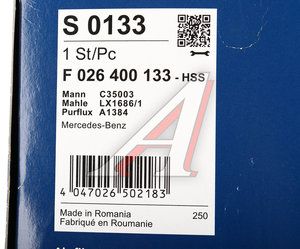 S 0133
1 St/Pc
F 026 400 133 - HSS
Mann C35003
Mahle LX1686/1
Purflux A1384
Mercedes-Benz
4 047026 502183
Made in Romania 250
Fabriqué en Roumanie